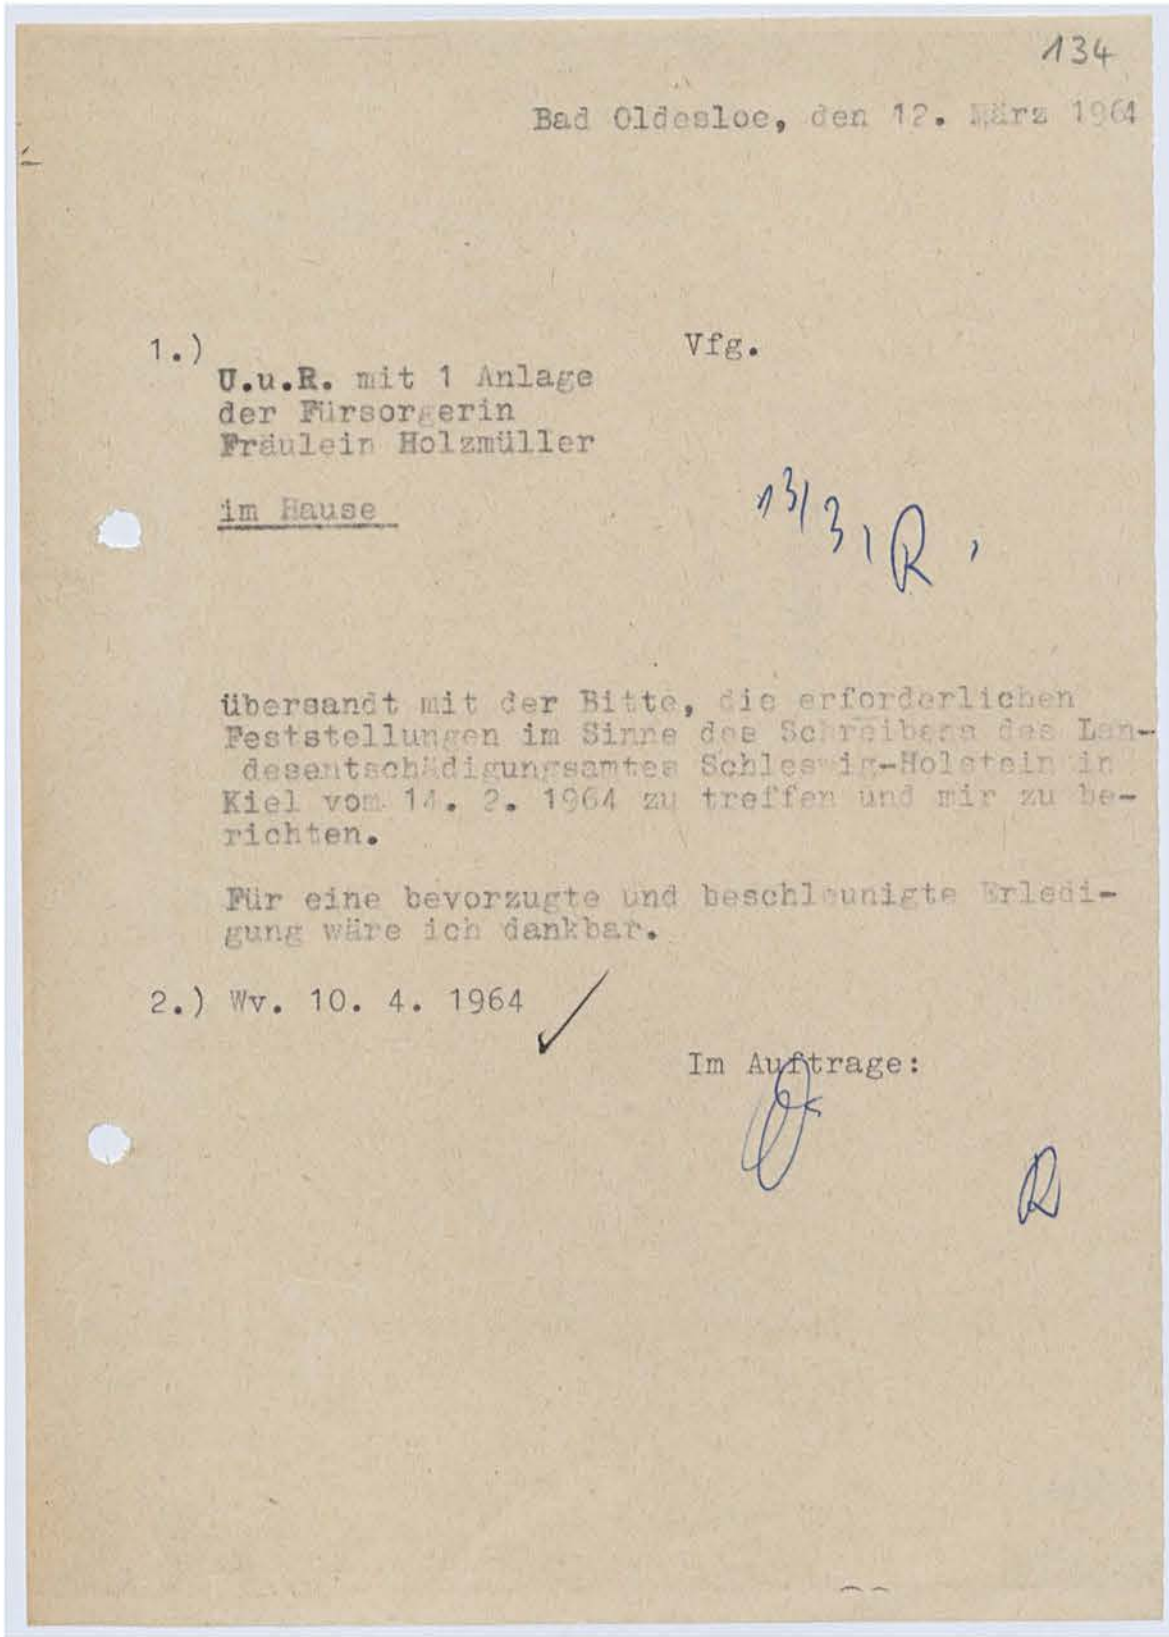 134
Bad Oldesloe, den 12. März 1964
1.) Vfg.
U.u.R. mit 1 Anlage
der Fürsorgerin
Fräulein Holzmüller
im Hause
13/3, R
übersandt mit der Bitte, die erforderlichen
Feststellungen im Sinne des Schreibens des Lan-
desentschädigungsamtes Schleswig-Holstein in
Kiel vom 14. 2. 1964 zu treffen und mir zu be-
richten.
Für eine bevorzugte und beschleunigte Erledi-
gung wäre ich dankbar.
2.) Wv. 10. 4. 1964
Im Auftrage:
R